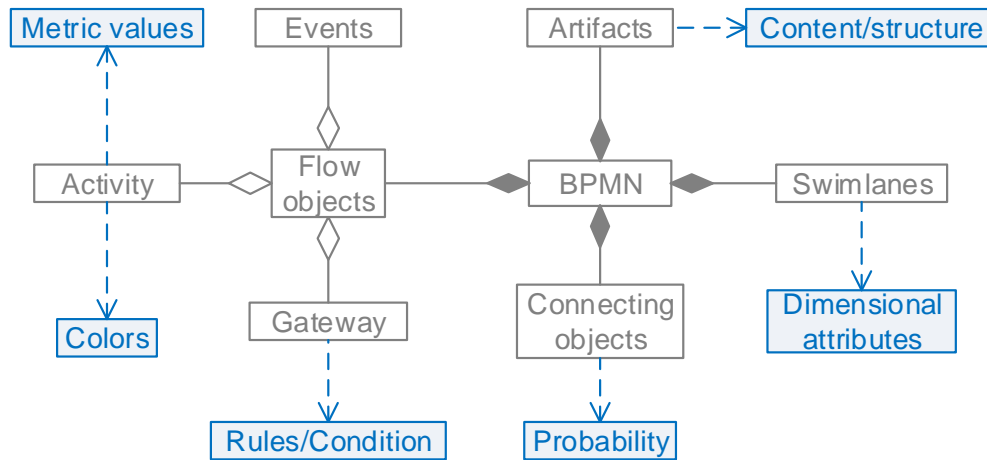 Metric values
Events
Artifacts
Content/structure
Activity
Flow
objects
BPMN
Swimlanes
Colors
Gateway
Connecting
objects
Dimensional
attributes
Rules/Condition
Probability